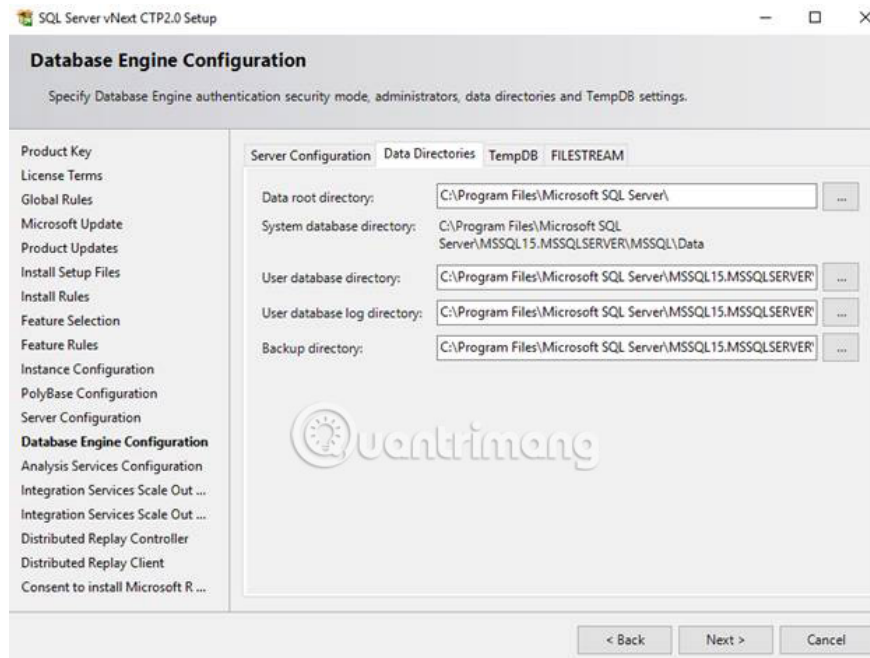 SQL Server vNext CTP2.0 Setup
Database Engine Configuration
Specify Database Engine authentication security mode, administrators, data directories and TempDB settings.
Product Key
License Terms
Global Rules
Microsoft Update
Product Updates
Install Setup Files
Install Rules
Feature Selection
Feature Rules
Instance Configuration
PolyBase Configuration
Server Configuration
Database Engine Configuration
Analysis Services Configuration
Integration Services Scale Out ...
Integration Services Scale Out ...
Distributed Replay Controller
Distributed Replay Client
Consent to install Microsoft R ...
Server Configuration Data Directories TempDB FILESTREAM
Data root directory: C:\Program Files\Microsoft SQL Server\ ...
System database directory: C:\Program Files\Microsoft SQL
Server\MSSQL15.MSSQLSERVER\MSSQL\Data
User database directory: C:\Program Files\Microsoft SQL Server\MSSQL15.MSSQLSERVER\ ...
User database log directory: C:\Program Files\Microsoft SQL Server\MSSQL15.MSSQLSERVER\ ...
Backup directory: C:\Program Files\Microsoft SQL Server\MSSQL15.MSSQLSERVER\ ...
Quantrimang
< Back Next > Cancel